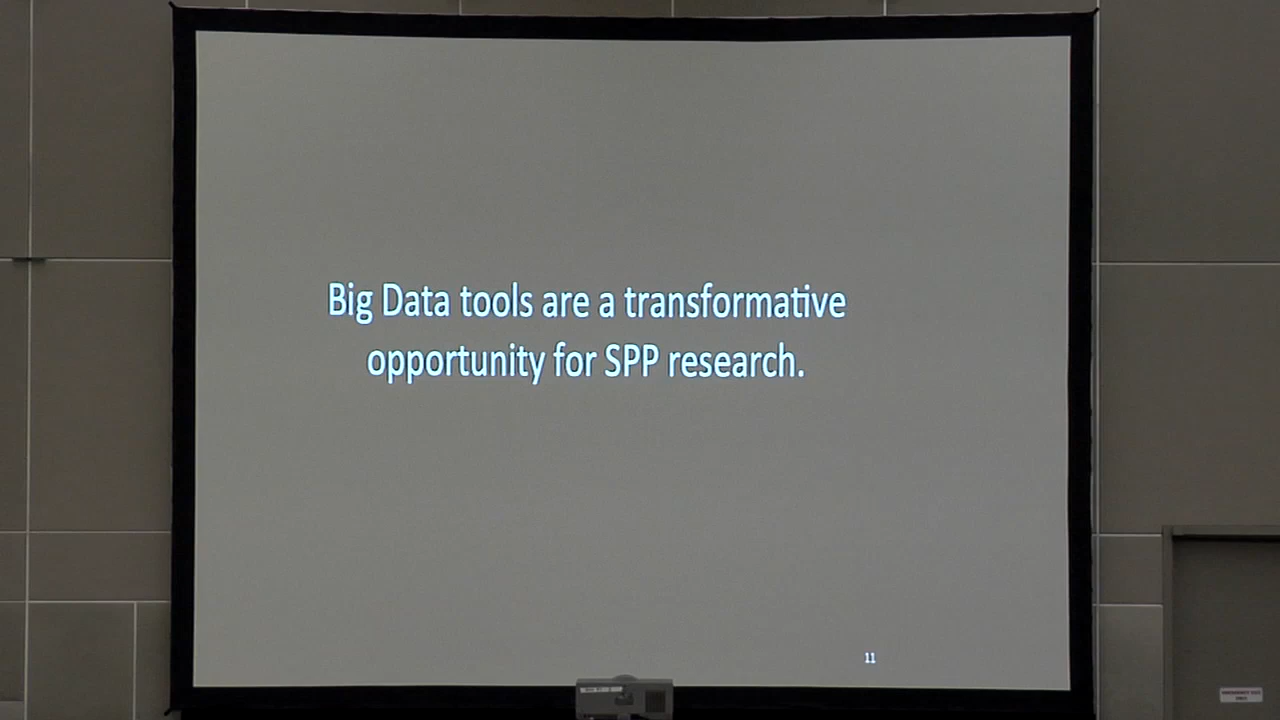 Big Data tools are a transformative
opportunity for SPP research.
11